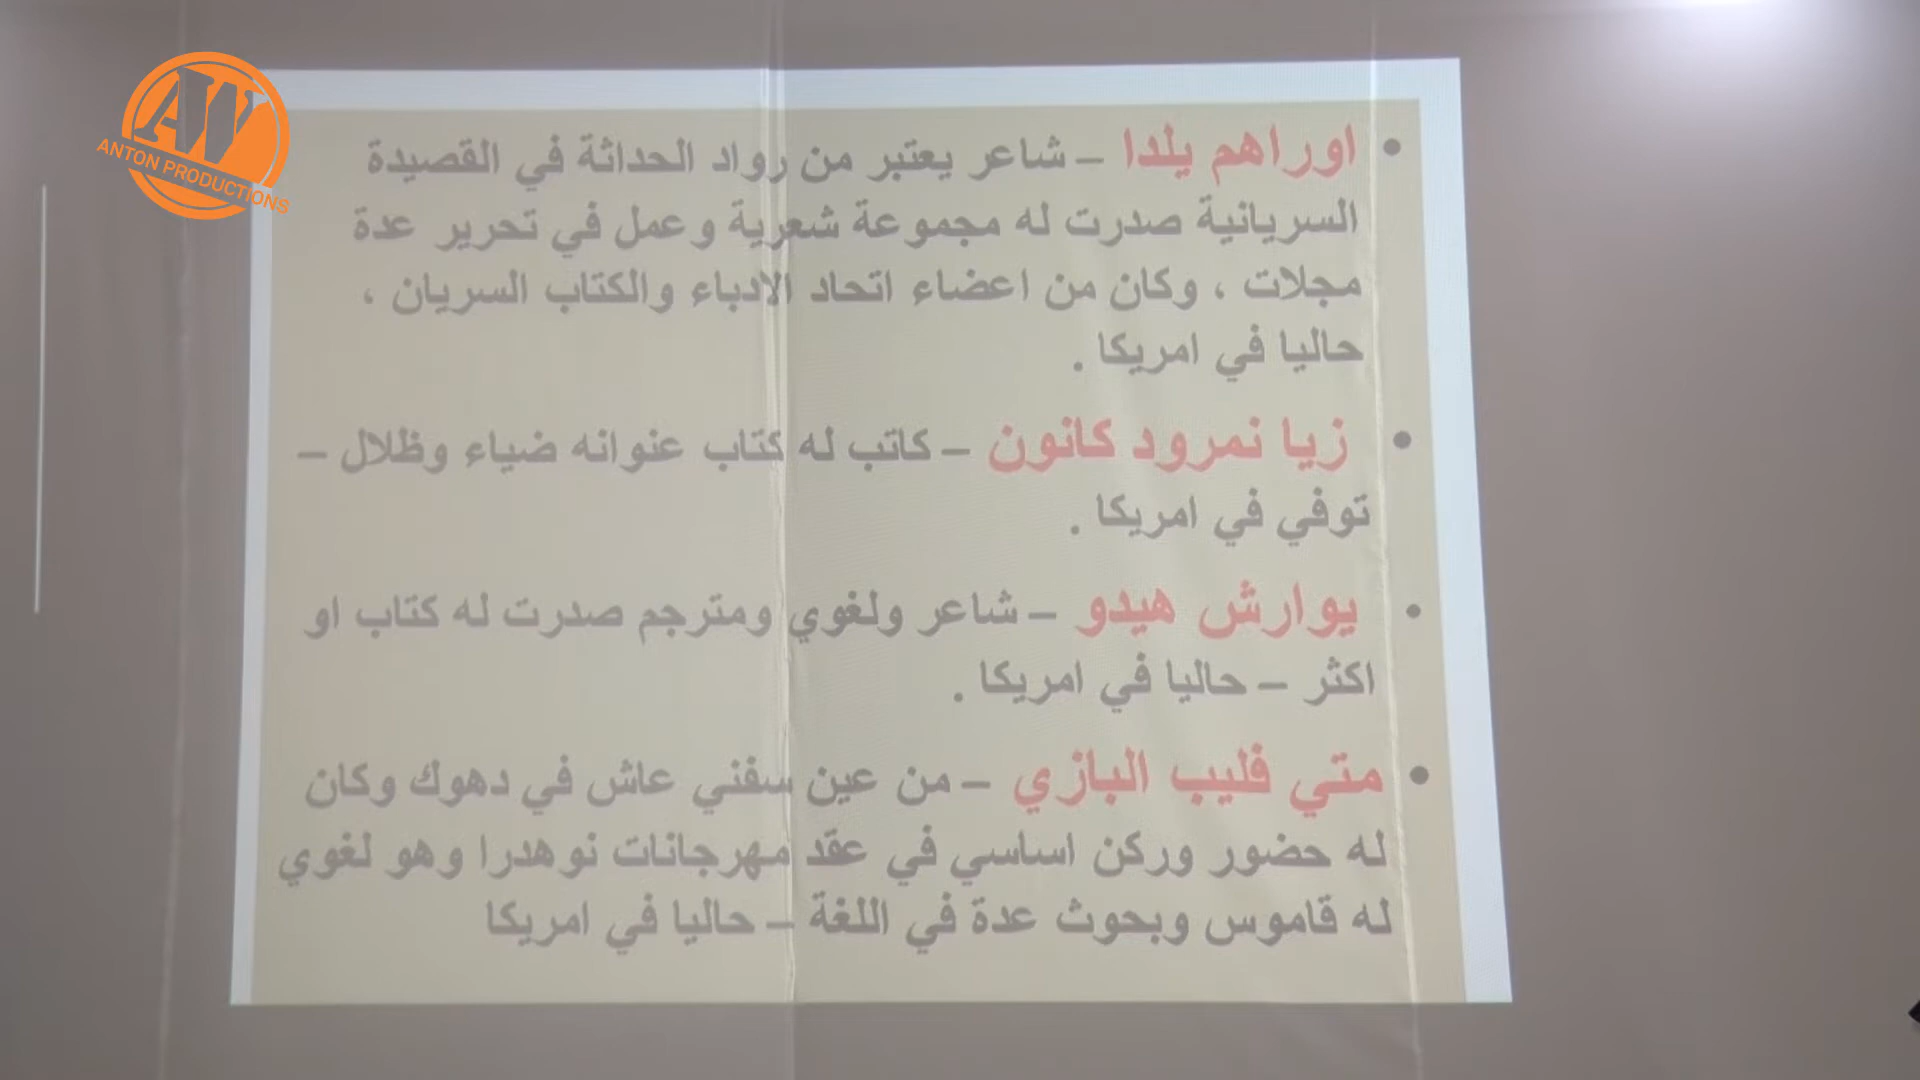 AW
ANTON PRODUCTIONS
• اوراهم يلدا – شاعر يعتبر من رواد الحداثة في القصيدة
السريانية صدرت له مجموعة شعرية وعمل في تحرير عدة
مجلات ، وكان من اعضاء اتحاد الادباء والكتاب السريان ،
حاليا في امريكا .
• زيا نمرود كانون – كاتب له كتاب عنوانه ضياء وظلال –
توفي في امريكا .
• يوارش هيدو – شاعر ولغوي ومترجم صدرت له كتاب او
اكثر – حاليا في امريكا .
• متي فليب البازي – من عين سفني عاش في دهوك وكان
له حضور وركن اساسي في عقد مهرجانات نوهدرا وهو لغوي
له قاموس وبحوث عدة في اللغة – حاليا في امريكا